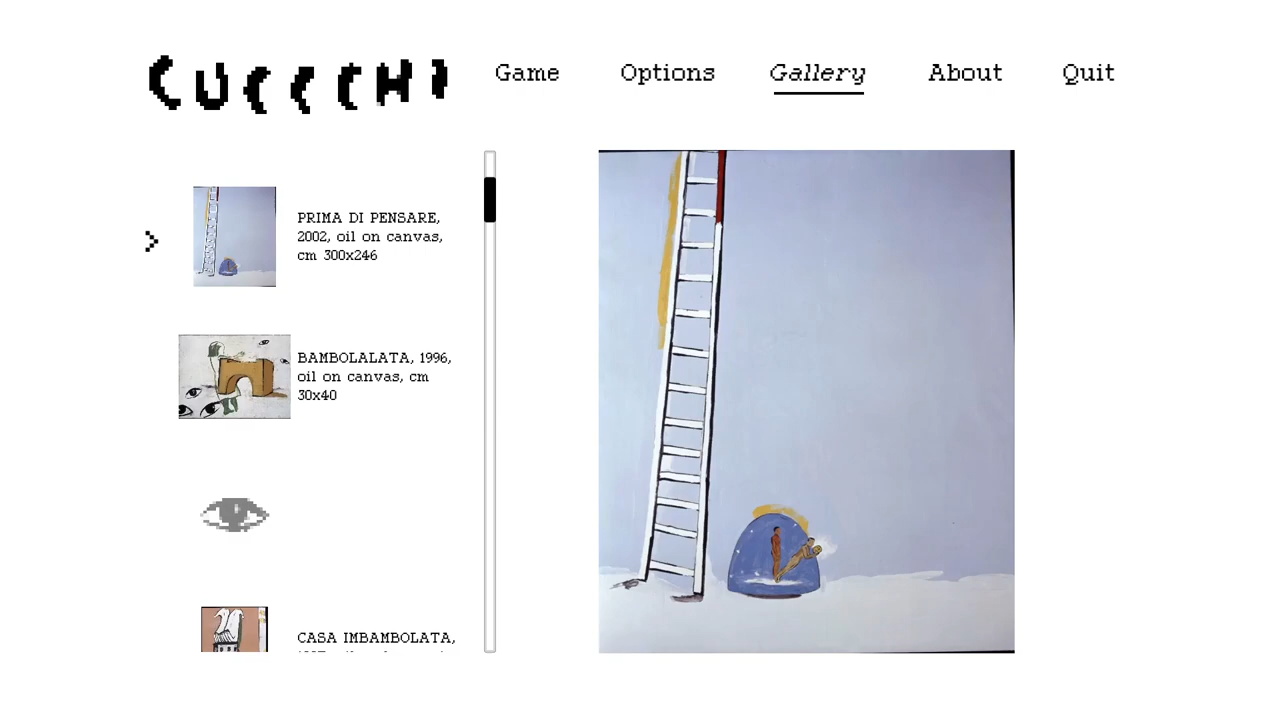 CUCCCHI
Game
Options
Gallery
About
Quit
PRIMA DI PENSARE,
2002, oil on canvas,
cm 300x246
BAMBOLALATA, 1996,
oil on canvas, cm
30x40
CASA IMBAMBOLATA,